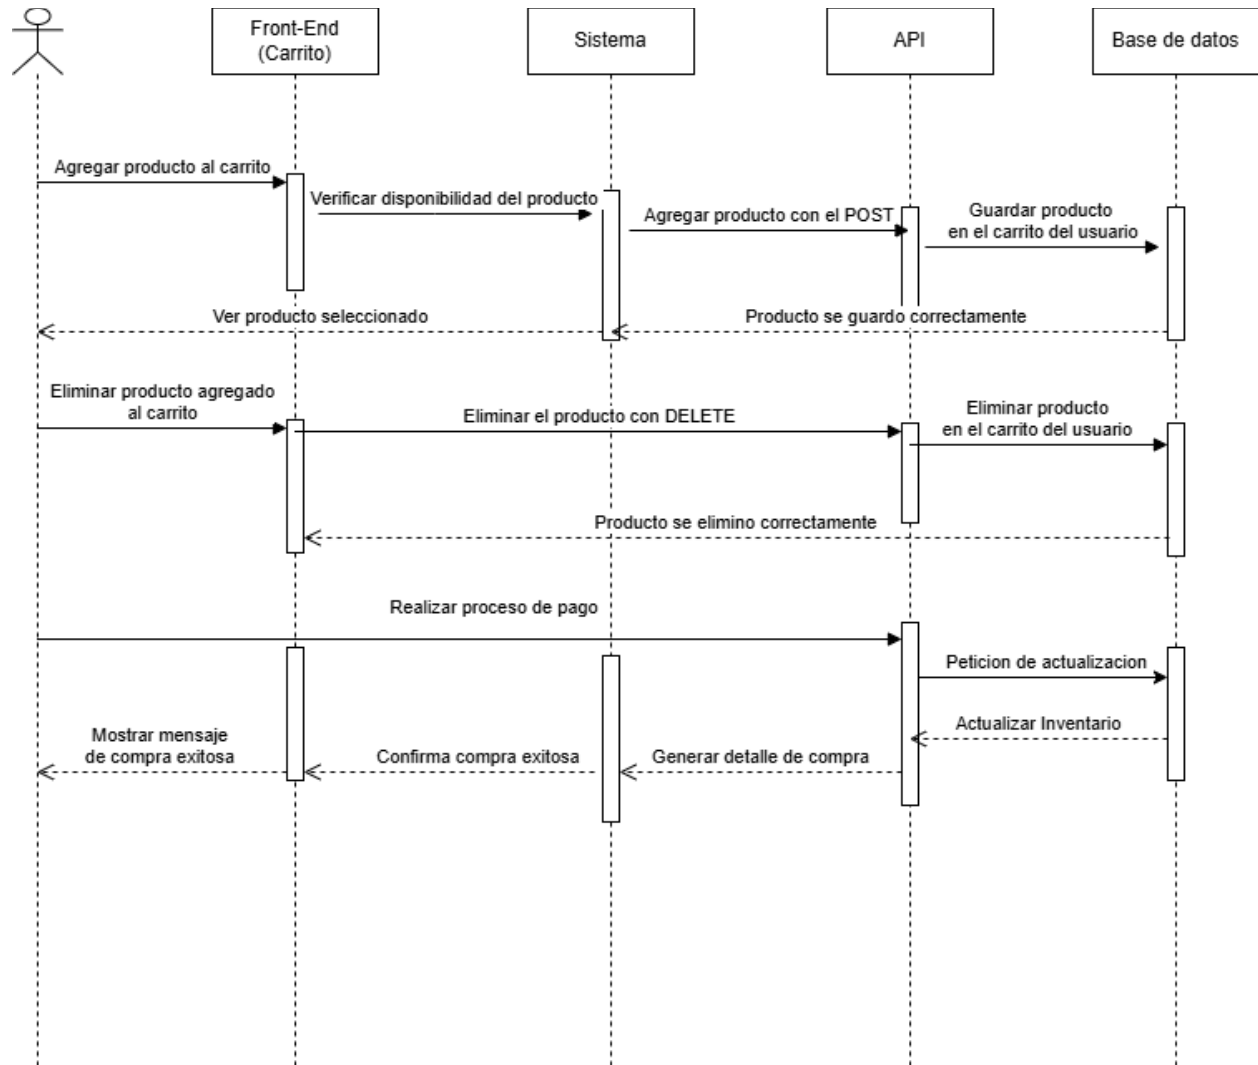 Front-End
(Carrito)
Sistema
API
Base de datos
Agregar producto al carrito
Verificar disponibilidad del producto
Agregar producto con el POST
Guardar producto
en el carrito del usuario
Ver producto seleccionado
Producto se guardo correctamente
Eliminar producto agregado
al carrito
Eliminar el producto con DELETE
Eliminar producto
en el carrito del usuario
Producto se elimino correctamente
Realizar proceso de pago
Peticion de actualizacion
Actualizar Inventario
Mostrar mensaje
de compra exitosa
Confirma compra exitosa
Generar detalle de compra